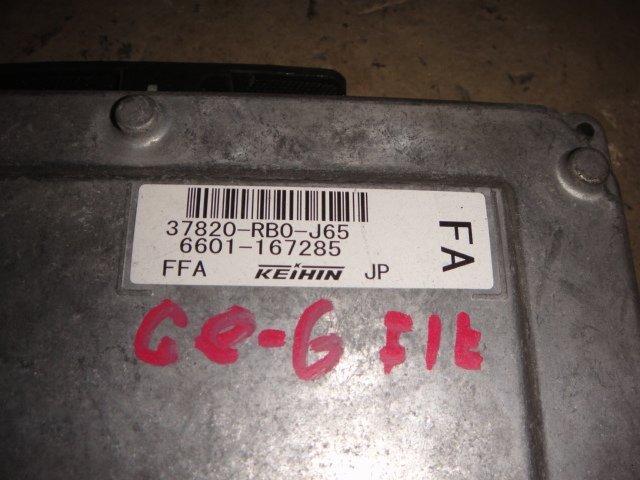 37820-RB0-J65
6601-167285
FFA KEIHIN JP
FA
GE-6 FIt